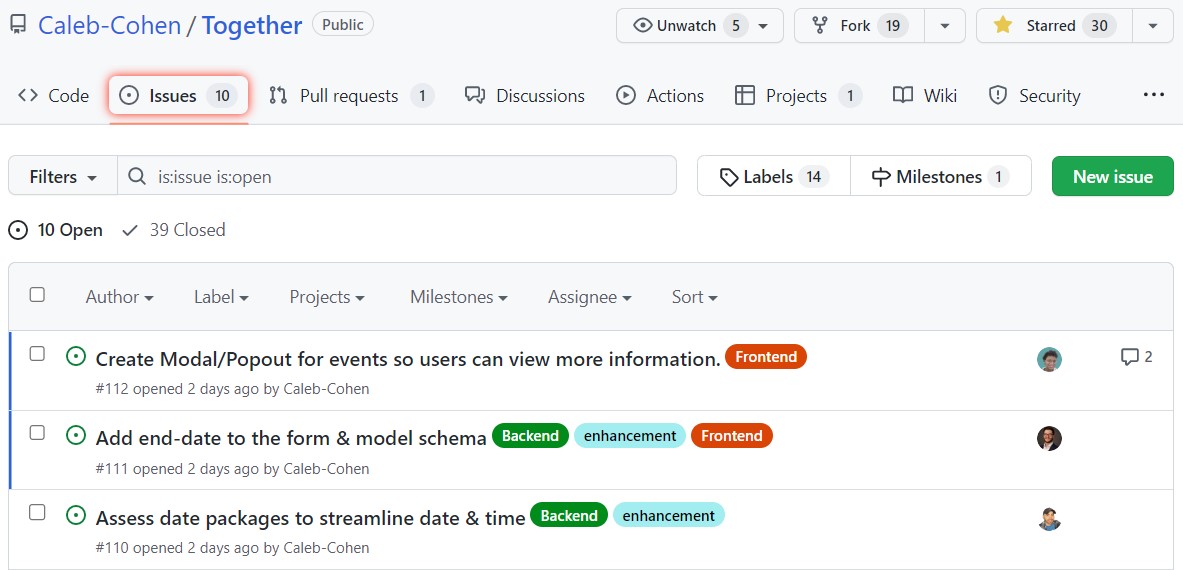 Caleb-Cohen / Together Public Unwatch 5 Fork 19 Starred 30
Code Issues 10 Pull requests 1 Discussions Actions Projects 1 Wiki Security ...
Filters is:issue is:open Labels 14 Milestones 1 New issue
10 Open 39 Closed
Author Label Projects Milestones Assignee Sort
Create Modal/Popout for events so users can view more information. Frontend 2
#112 opened 2 days ago by Caleb-Cohen
Add end-date to the form & model schema Backend enhancement Frontend
#111 opened 2 days ago by Caleb-Cohen
Assess date packages to streamline date & time Backend enhancement
#110 opened 2 days ago by Caleb-Cohen